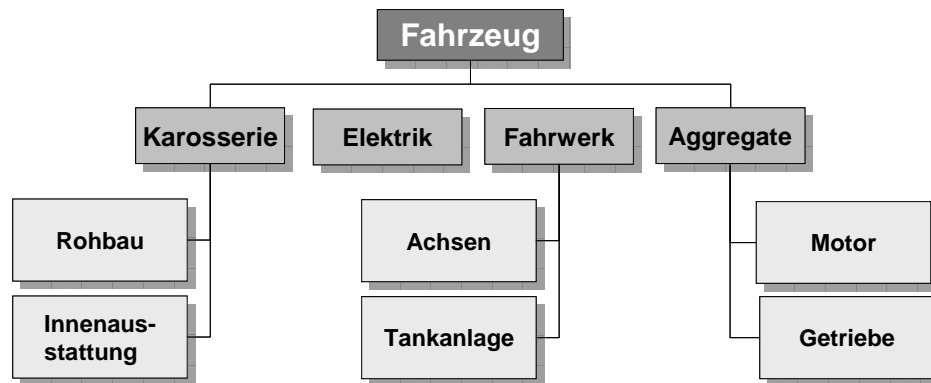 Fahrzeug
Karosserie
Elektrik
Fahrwerk
Aggregate
Rohbau
Achsen
Motor
Innenaus-
stattung
Tankanlage
Getriebe